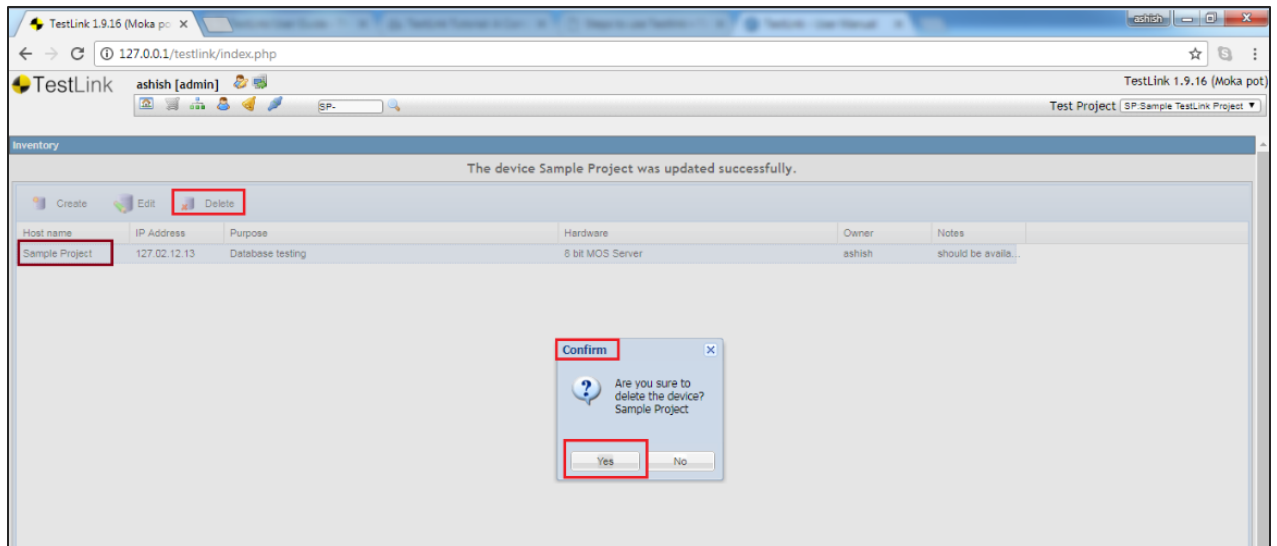 TestLink 1.9.16 (Moka po
ashish
127.0.0.1/testlink/index.php
TestLink ashish [admin] TestLink 1.9.16 (Moka pot)
SP- Test Project SP:Sample TestLink Project
Inventory
The device Sample Project was updated successfully.
Create Edit Delete
Host name IP Address Purpose Hardware Owner Notes
Sample Project 127.02.12.13 Database testing 8 bit MOS Server ashish should be availa...
Confirm
Are you sure to
delete the device?
Sample Project
Yes No